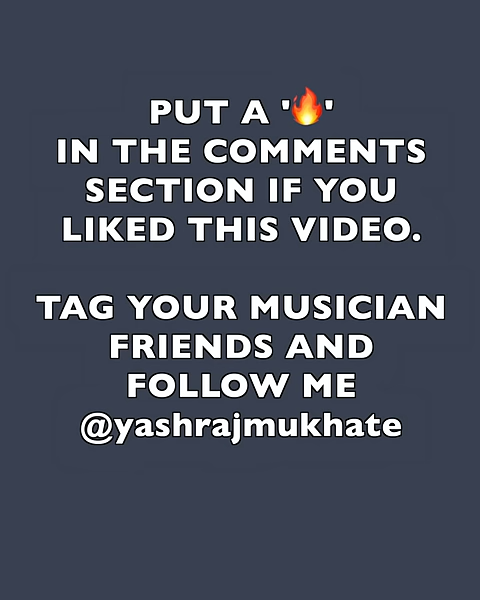 PUT A '🔥'
IN THE COMMENTS
SECTION IF YOU
LIKED THIS VIDEO.
TAG YOUR MUSICIAN
FRIENDS AND
FOLLOW ME
@yashrajmukhate